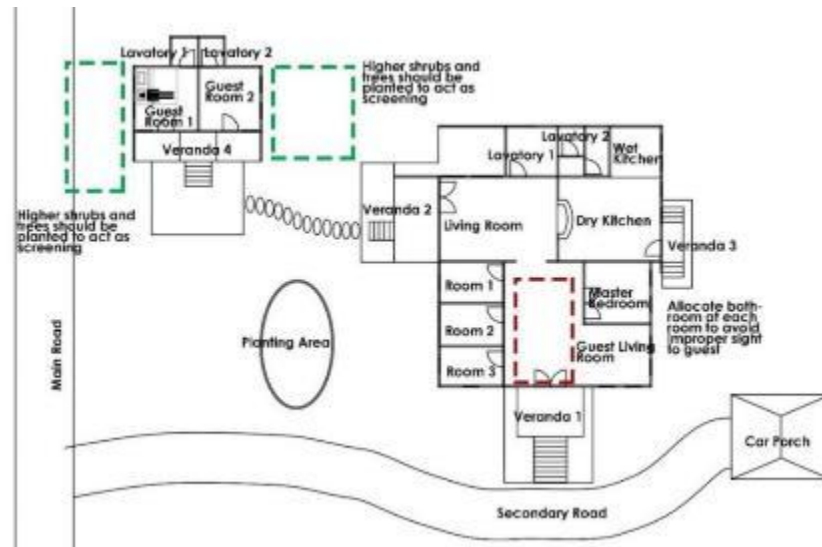 Lavatory 1
Lavatory 2
Guest
Room 2
Guest
Room 1
Veranda 4
Higher shrubs and
trees should be
planted to act as
screening
Higher shrubs and
trees should be
planted to act as
screening
Lavatory 2
Lavatory 1
Wet
Kitchen
Veranda 2
Living Room
Dry Kitchen
Veranda 3
Room 1
Room 2
Room 3
Master
Bedroom
Guest Living
Room
Allocate bath-
room at each
room to avoid
improper sight
to guest
Planting Area
Main Road
Veranda 1
Car Porch
Secondary Road